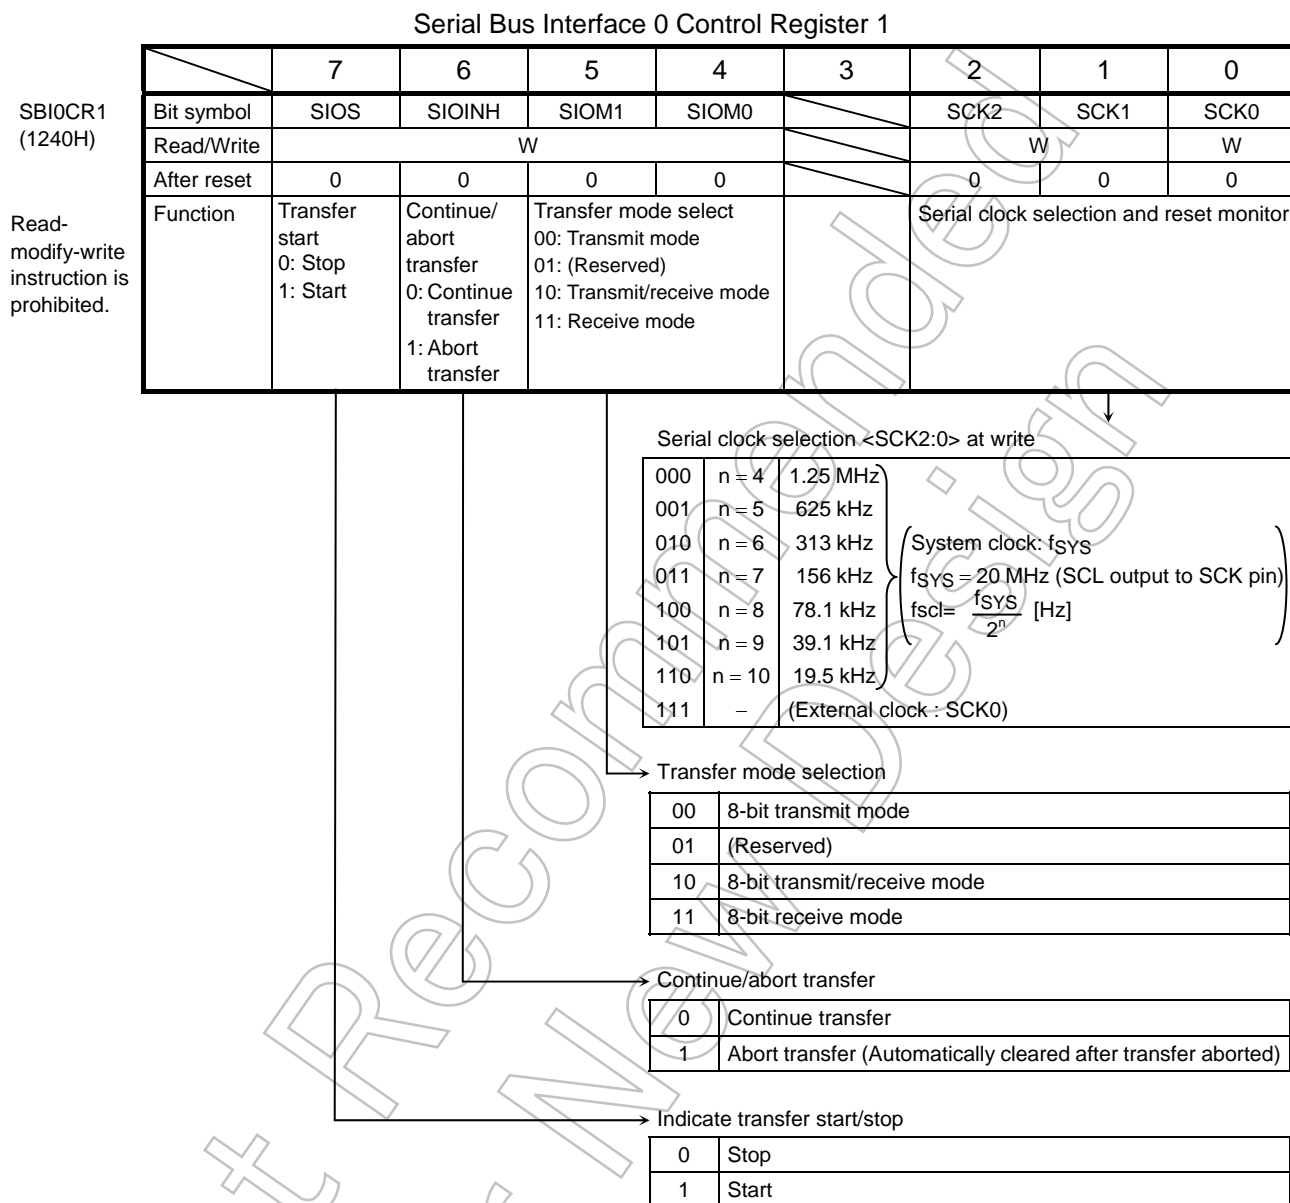 Serial Bus Interface 0 Control Register 1
7 6 5 4 3 2 1 0
SBI0CR1
(1240H)
Bit symbol SIOS SIOINH SIOM1 SIOM0 SCK2 SCK1 SCK0
Read/Write W W W
After reset 0 0 0 0 0 0 0
Read-
modify-write
instruction is
prohibited.
Function
Transfer
start
0: Stop
1: Start
Continue/
abort
transfer
0: Continue
transfer
1: Abort
transfer
Transfer mode select
00: Transmit mode
01: (Reserved)
10: Transmit/receive mode
11: Receive mode
Serial clock selection and reset monitor
Serial clock selection <SCK2:0> at write
000 n = 4 1.25 MHz
001 n = 5 625 kHz
010 n = 6 313 kHz
011 n = 7 156 kHz
100 n = 8 78.1 kHz
101 n = 9 39.1 kHz
110 n = 10 19.5 kHz
111 − (External clock : SCK0)
System clock: fSYS
fSYS = 20 MHz (SCL output to SCK pin)
fscl= fSYS/2^n [Hz]
Transfer mode selection
00 8-bit transmit mode
01 (Reserved)
10 8-bit transmit/receive mode
11 8-bit receive mode
Continue/abort transfer
0 Continue transfer
1 Abort transfer (Automatically cleared after transfer aborted)
Indicate transfer start/stop
0 Stop
1 Start
t Recommended
New Design